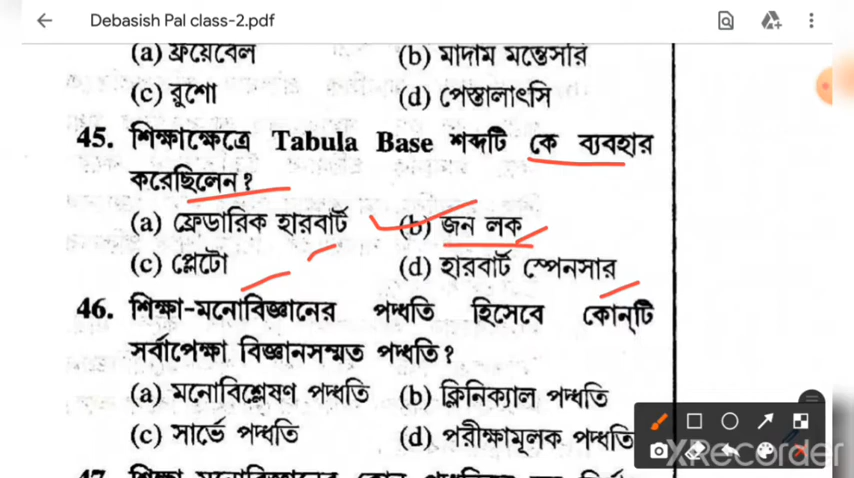 Debasish Pal class-2.pdf
(a) ফ্রয়েবেল (b) মাদাম মন্তেসরি
(c) রুশো (d) পেস্তালাৎসি
45. শিক্ষাক্ষেত্রে Tabula Base শব্দটি কে ব্যবহার
করেছিলেন?
(a) ফ্রেডারিক হারবার্ট (b) জন লক
(c) প্লেটো (d) হারবার্ট স্পেনসার
46. শিক্ষা-মনোবিজ্ঞানের পদ্ধতি হিসেবে কোন্‌টি
সর্বাপেক্ষা বিজ্ঞানসম্মত পদ্ধতি?
(a) মনোবিশ্লেষণ পদ্ধতি (b) ক্লিনিক্যাল পদ্ধতি
(c) সার্ভে পদ্ধতি (d) পরীক্ষামূলক পদ্ধতি
XRecorder
47. শিক্ষা মনোবিজ্ঞানের